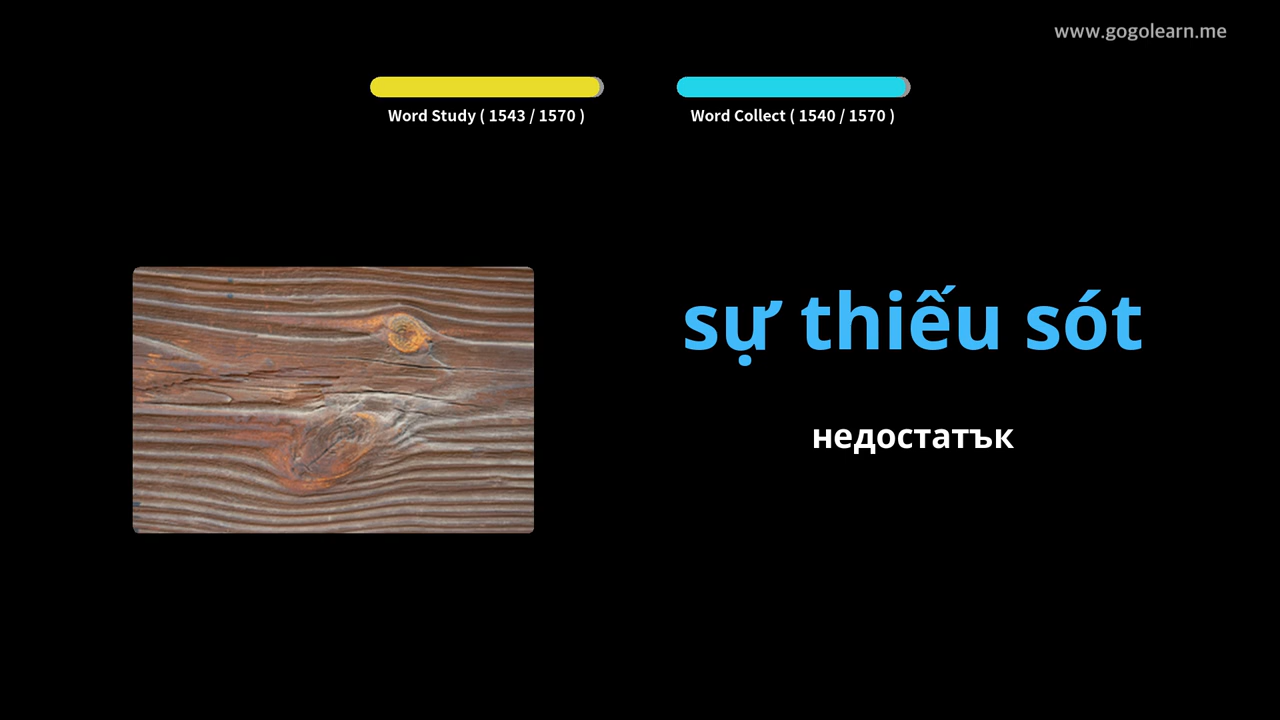 www.gogolearn.me
Word Study ( 1543 / 1570 )
Word Collect ( 1540 / 1570 )
sự thiếu sót
недостатък